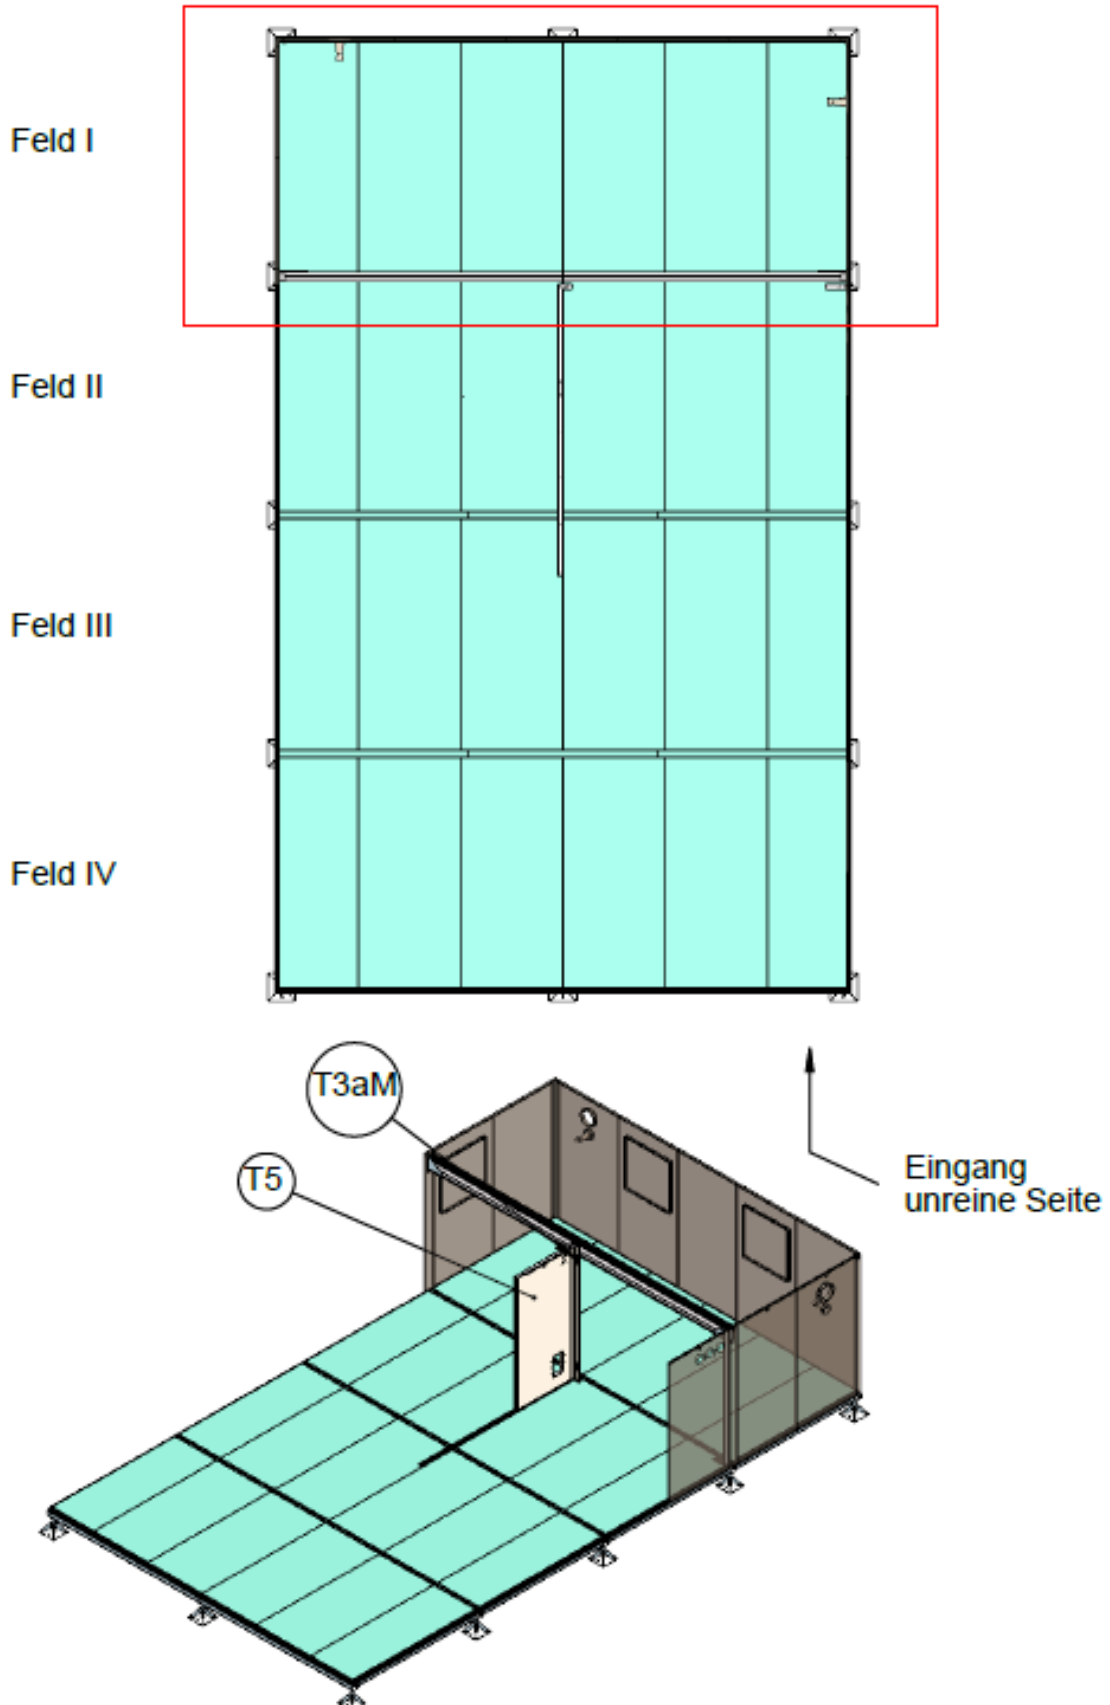 Feld I
Feld II
Feld III
Feld IV
T3aM
T5
Eingang
unreine Seite